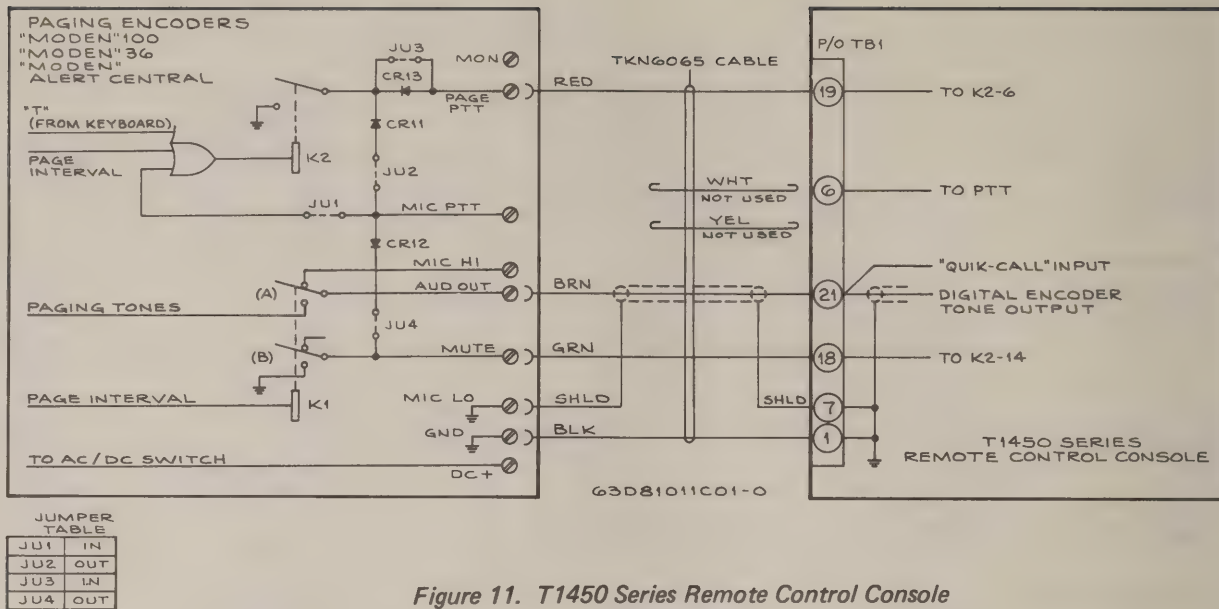 PAGING ENCODERS
"MODEN" 100
"MODEN" 36
"MODEN"
ALERT CENTRAL
"T"
(FROM KEYBOARD)
PAGE
INTERVAL
K2
JU3
CR13
MON
PAGE
PTT
CR11
JU2
JU1
MIC PTT
CR12
MIC HI
(A)
AUD OUT
PAGING TONES
JU4
(B)
MUTE
PAGE INTERVAL
K1
MIC LO
GND
TO AC/DC SWITCH
DC+
TKN6065 CABLE
RED
WHT
NOT USED
YEL
NOT USED
BRN
GRN
SHLD
SHLD
BLK
63D81011C01-O
P/O TB1
19
TO K2-6
6
TO PTT
"QUIK-CALL" INPUT
21
DIGITAL ENCODER
TONE OUTPUT
18
TO K2-14
7
1
T1450 SERIES
REMOTE CONTROL CONSOLE
JUMPER
TABLE
JU1 IN
JU2 OUT
JU3 IN
JU4 OUT
Figure 11. T1450 Series Remote Control Console